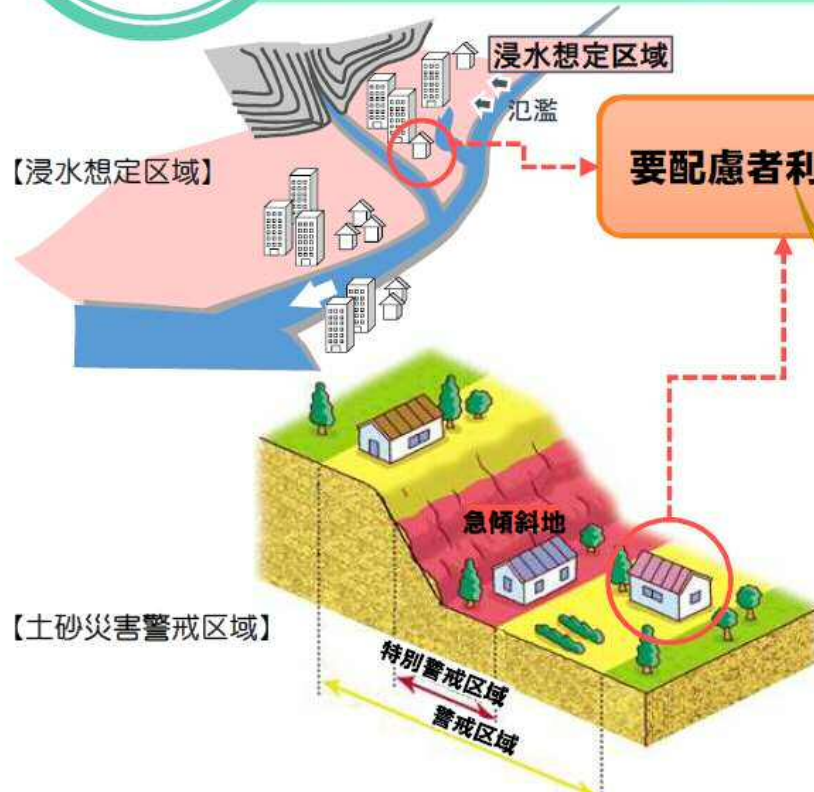 浸水想定区域
氾濫
【浸水想定区域】
要配慮者利
急傾斜地
【土砂災害警戒区域】
特別警戒区域
警戒区域